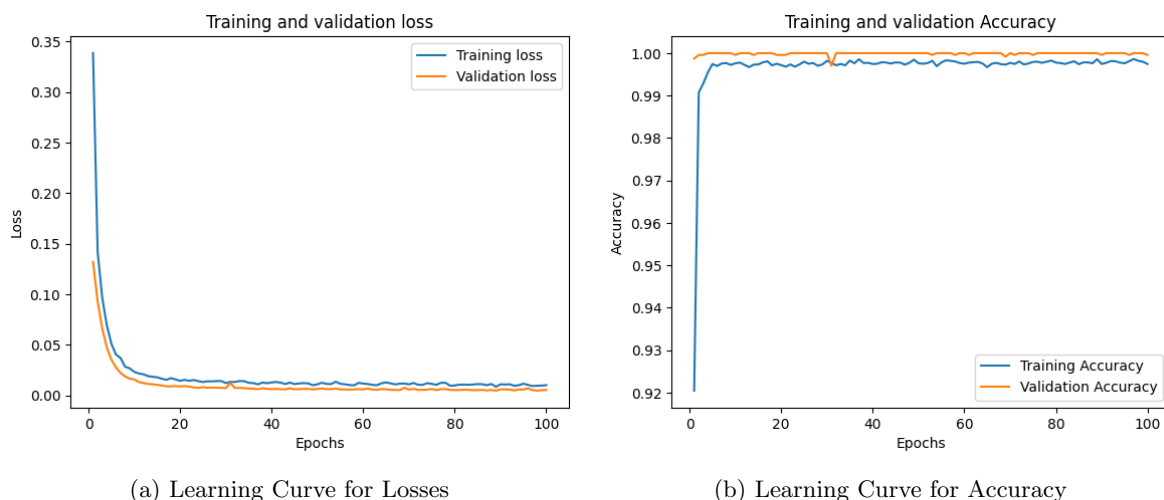 Training and validation loss
0.35
0.30
0.25
0.20
0.15
0.10
0.05
0.00
Loss
Training loss
Validation loss
0 20 40 60 80 100
Epochs
(a) Learning Curve for Losses
Training and validation Accuracy
1.00
0.99
0.98
0.97
0.96
0.95
0.94
0.93
0.92
Accuracy
Training Accuracy
Validation Accuracy
0 20 40 60 80 100
Epochs
(b) Learning Curve for Accuracy